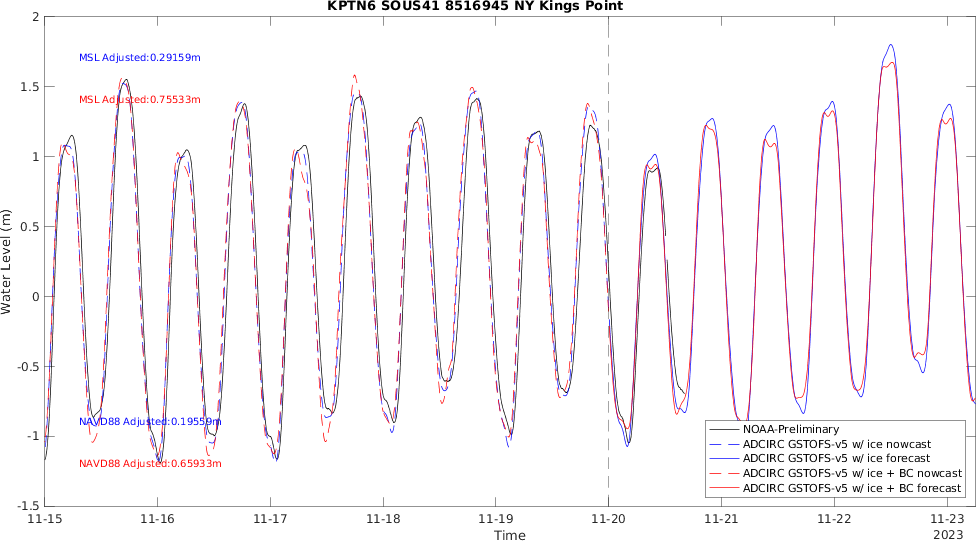 KPTN6 SOUS41 8516945 NY Kings Point
2
1.5
1
0.5
0
-0.5
-1
-1.5
Water Level (m)
MSL Adjusted:0.29159m
MSL Adjusted:0.75533m
NAVD88 Adjusted:0.19559m
NAVD88 Adjusted:0.65933m
NOAA-Preliminary
ADCIRC GSTOFS-v5 w/ ice nowcast
ADCIRC GSTOFS-v5 w/ ice forecast
ADCIRC GSTOFS-v5 w/ ice + BC nowcast
ADCIRC GSTOFS-v5 w/ ice + BC forecast
11-15 11-16 11-17 11-18 11-19 11-20 11-21 11-22 11-23
Time
2023